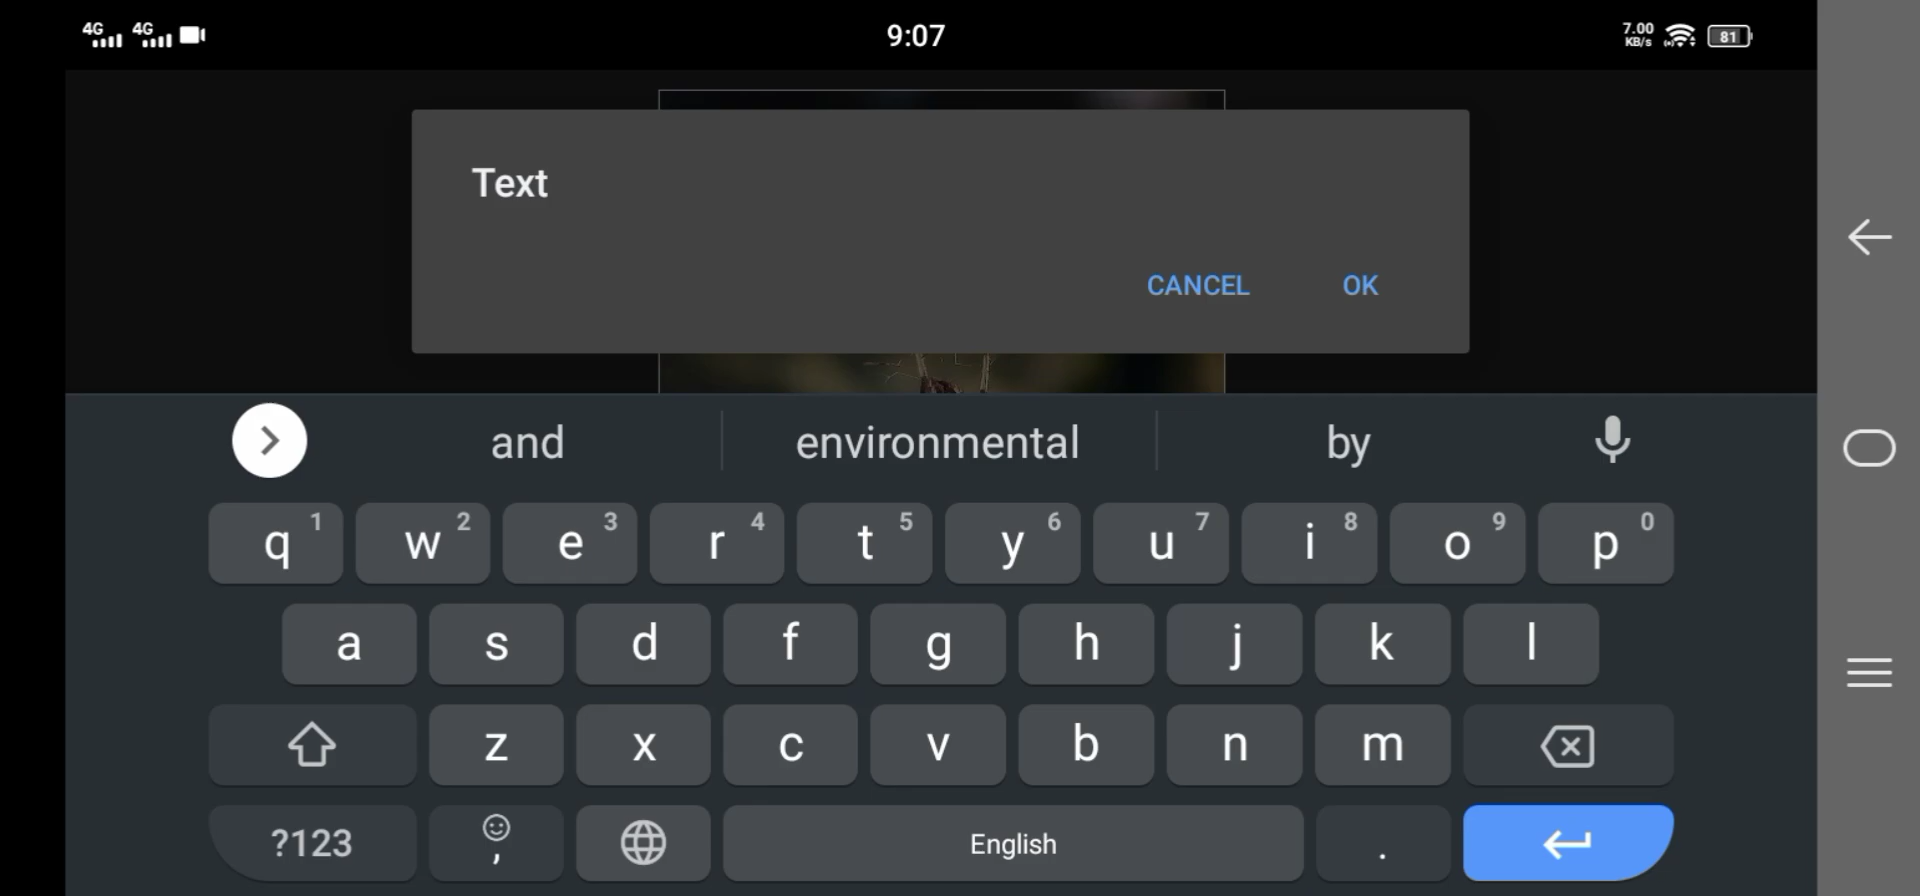 4G 4G 9:07 7.00 KB/s 81
Text
CANCEL OK
and environmental by
q 1 w 2 e 3 r 4 t 5 y 6 u 7 i 8 o 9 p 0
a s d f g h j k l
z x c v b n m
?123 , English .